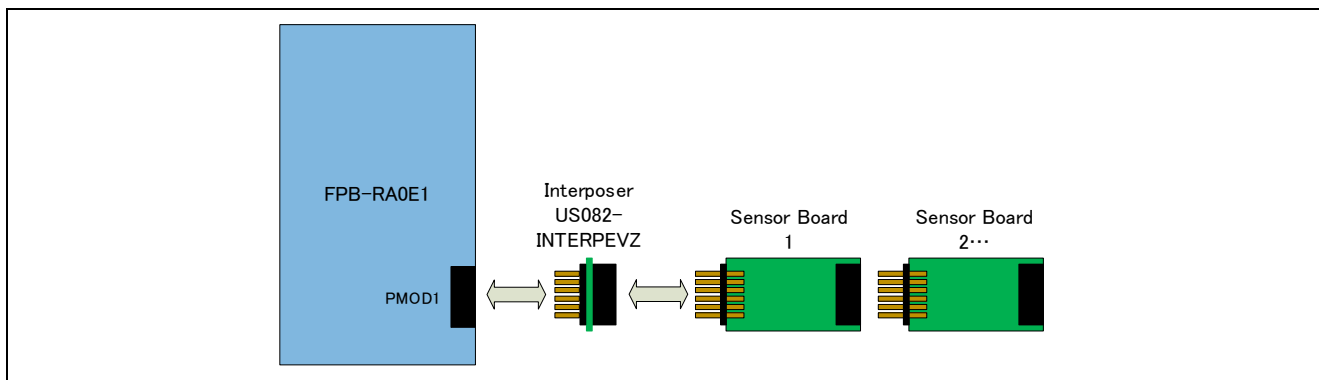 FPB-RA0E1
PMOD1
Interposer
US082-
INTERPEVZ
Sensor Board
1
Sensor Board
2…